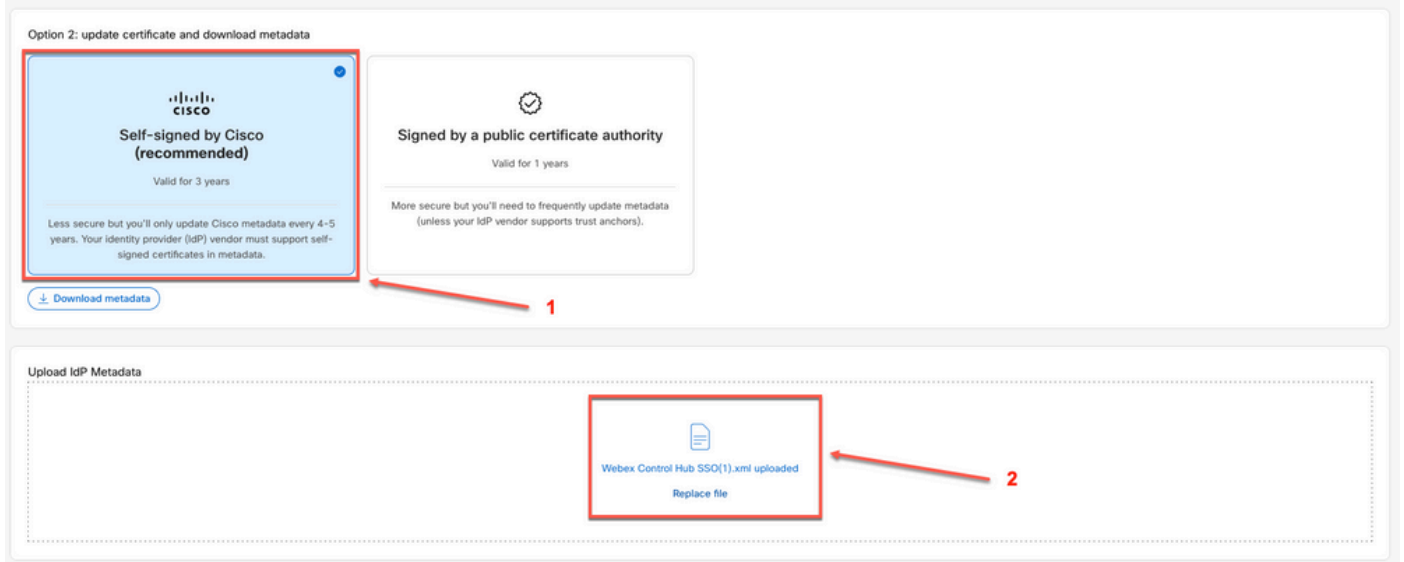 Option 2: update certificate and download metadata
CISCO
Self-signed by Cisco
(recommended)
Valid for 3 years
Less secure but you'll only update Cisco metadata every 4-5
years. Your identity provider (IdP) vendor must support self-
signed certificates in metadata.
Signed by a public certificate authority
Valid for 1 years
More secure but you'll need to frequently update metadata
(unless your IdP vendor supports trust anchors).
Download metadata
1
Upload IdP Metadata
Webex Control Hub SSO(1).xml uploaded
Replace file
2